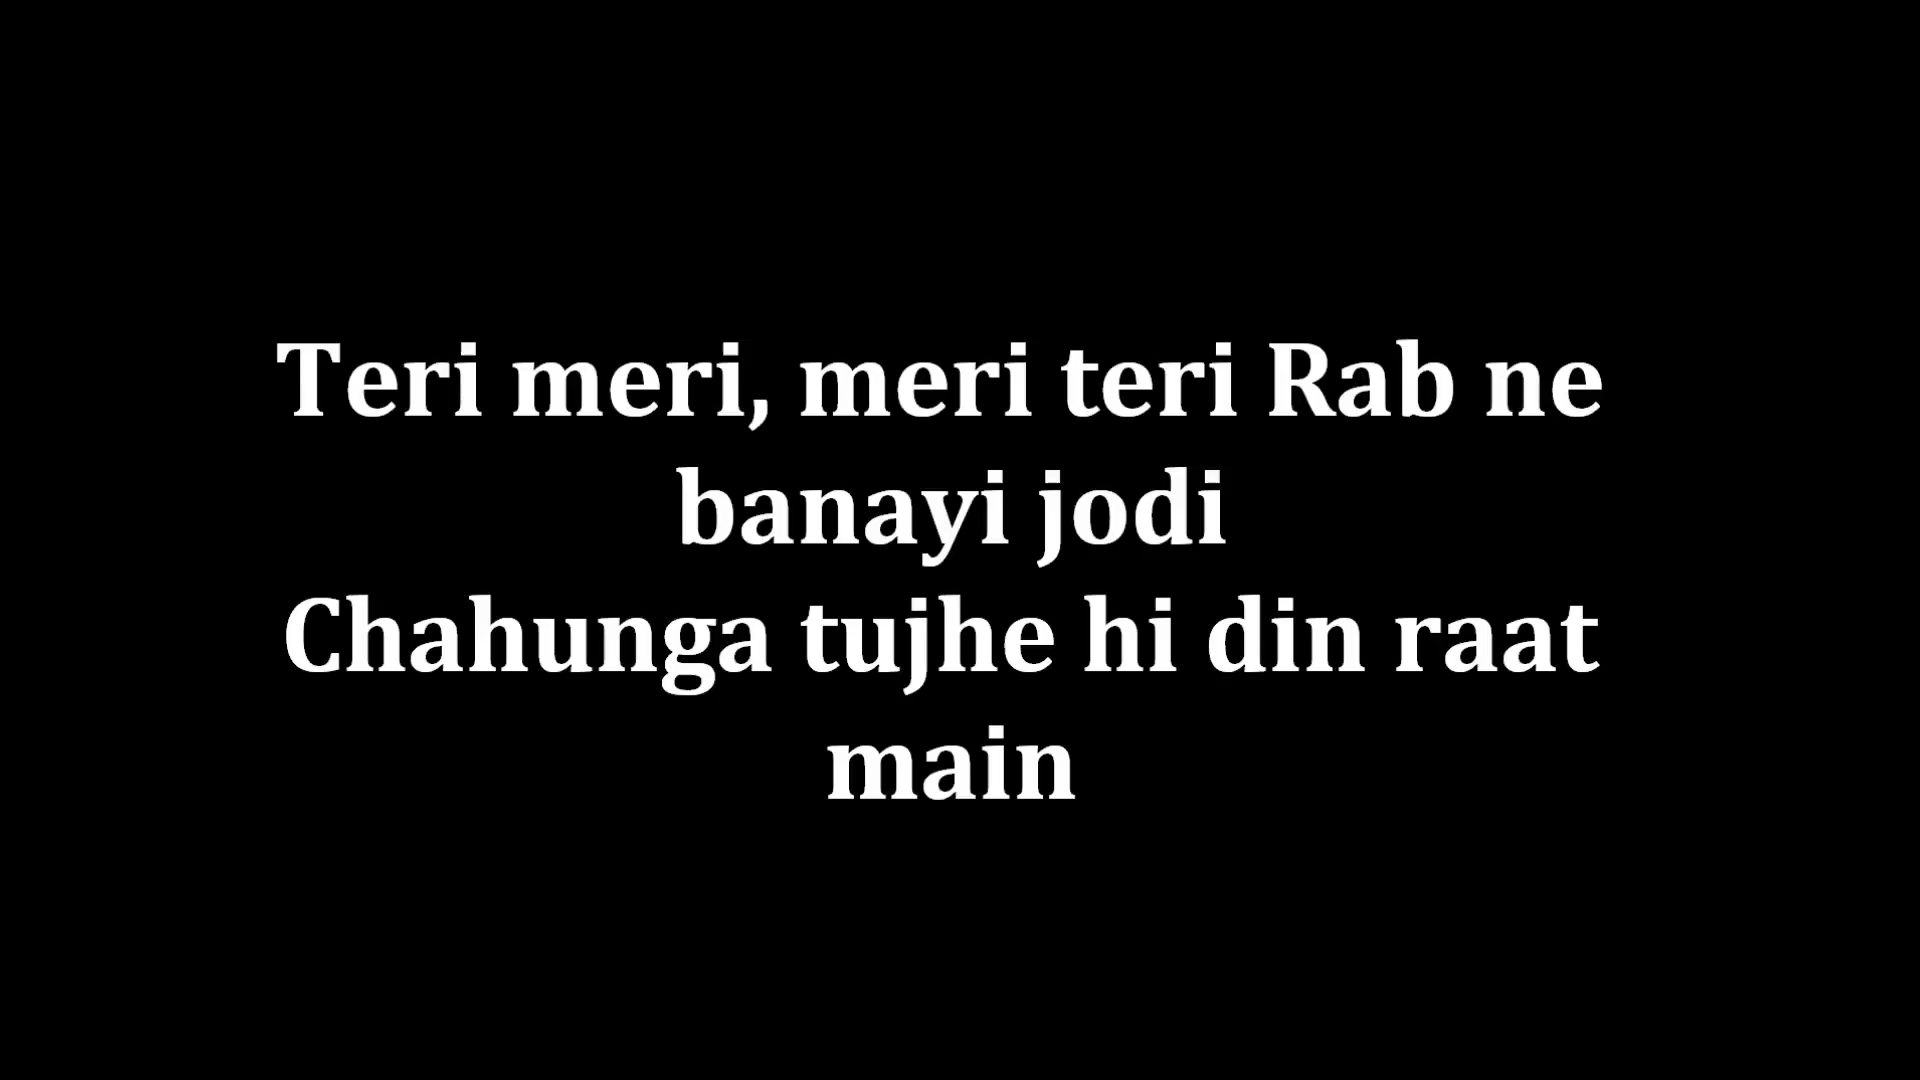 Teri meri, meri teri Rab ne
banayi jodi
Chahunga tujhe hi din raat
main